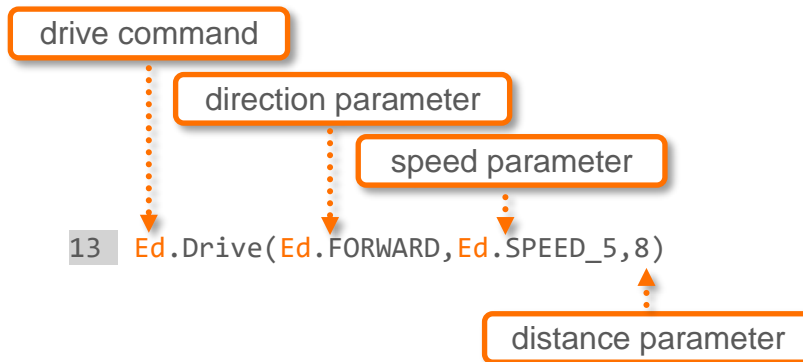 drive command
direction parameter
speed parameter
13 Ed.Drive(Ed.FORWARD,Ed.SPEED_5,8)
distance parameter